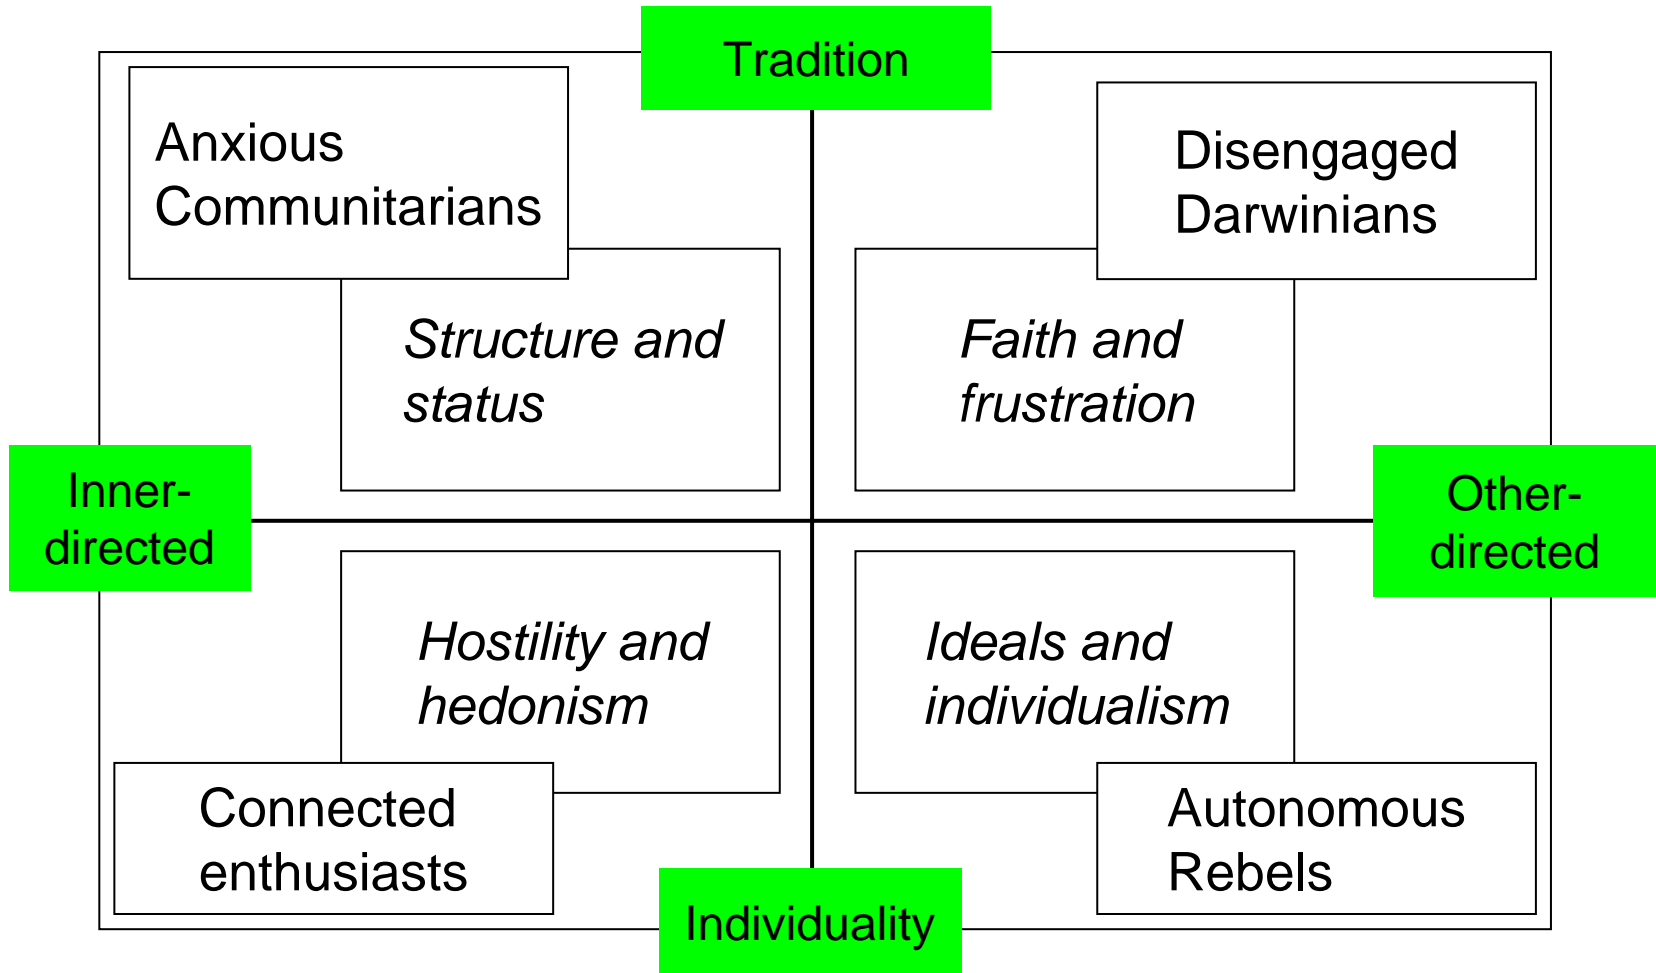 Tradition
Anxious
Communitarians
Disengaged
Darwinians
Structure and
status
Faith and
frustration
Inner-
directed
Other-
directed
Hostility and
hedonism
Ideals and
individualism
Connected
enthusiasts
Autonomous
Rebels
Individuality